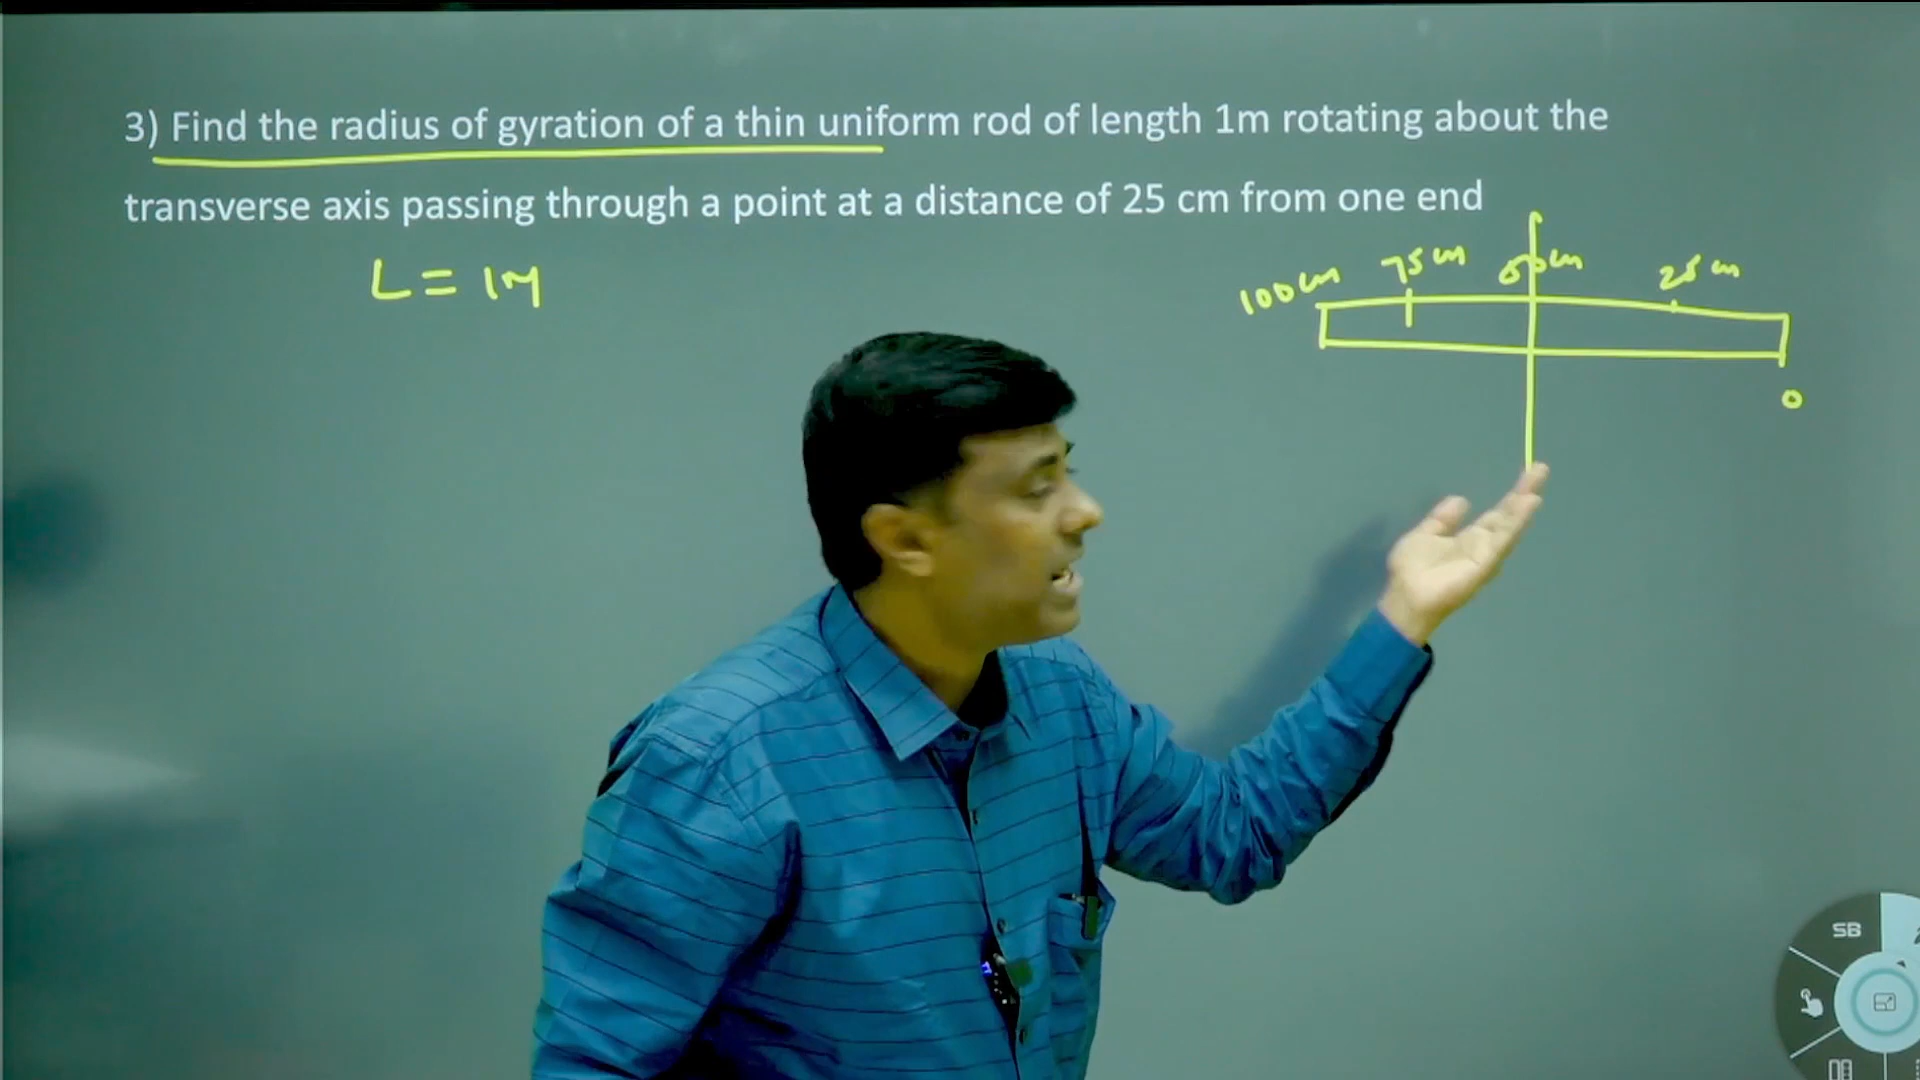 3) Find the radius of gyration of a thin uniform rod of length 1m rotating about the
transverse axis passing through a point at a distance of 25 cm from one end
L = 1M
100cm 75cm 50cm 25cm
0
SB